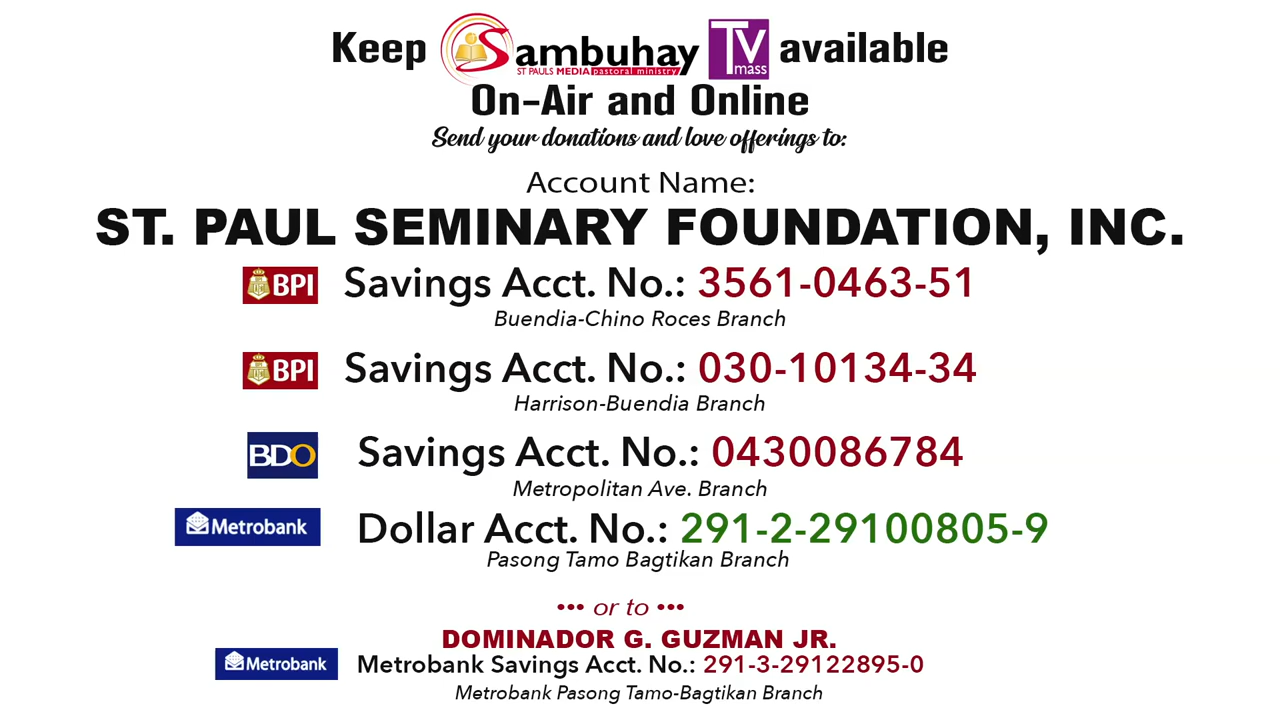 Keep Sambuhay TV mass available
ST PAULS MEDIA pastoral ministry
On-Air and Online
Send your donations and love offerings to:
Account Name:
ST. PAUL SEMINARY FOUNDATION, INC.
BPI Savings Acct. No.: 3561-0463-51
Buendia-Chino Roces Branch
BPI Savings Acct. No.: 030-10134-34
Harrison-Buendia Branch
BDO Savings Acct. No.: 0430086784
Metropolitan Ave. Branch
Metrobank Dollar Acct. No.: 291-2-29100805-9
Pasong Tamo Bagtikan Branch
••• or to •••
DOMINADOR G. GUZMAN JR.
Metrobank Metrobank Savings Acct. No.: 291-3-29122895-0
Metrobank Pasong Tamo-Bagtikan Branch